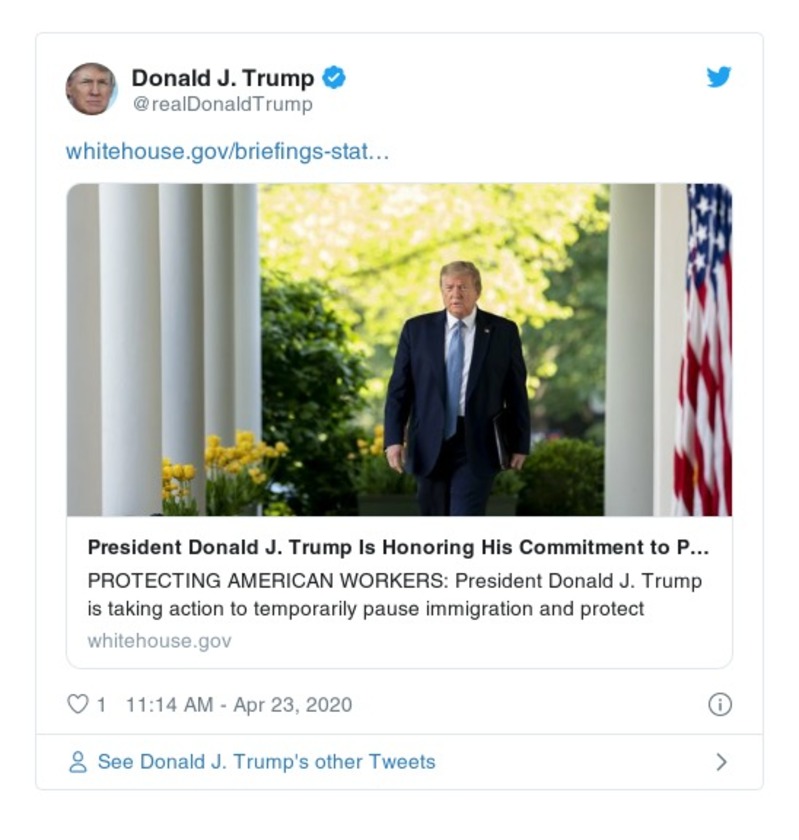 Donald J. Trump
@realDonaldTrump
whitehouse.gov/briefings-stat…
President Donald J. Trump Is Honoring His Commitment to P...
PROTECTING AMERICAN WORKERS: President Donald J. Trump
is taking action to temporarily pause immigration and protect
whitehouse.gov
1 11:14 AM - Apr 23, 2020
See Donald J. Trump's other Tweets